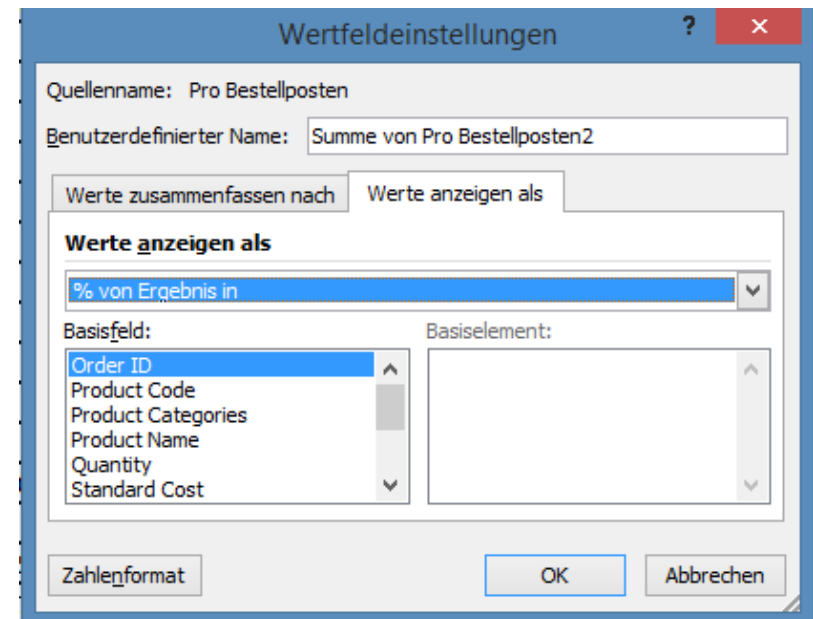 Wertfeldeinstellungen ? ×
Quellenname: Pro Bestellposten
Benutzerdefinierter Name: Summe von Pro Bestellposten2
Werte zusammenfassen nach Werte anzeigen als
Werte anzeigen als
% von Ergebnis in
Basisfeld: Basiselement:
Order ID
Product Code
Product Categories
Product Name
Quantity
Standard Cost
Zahlenformat OK Abbrechen